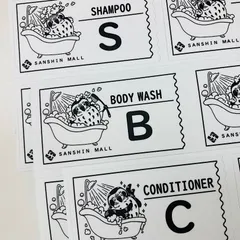 SHAMPOO
S
SANSHIN MALL
BODY WASH
B
SANSHIN MALL
CONDITIONER
C